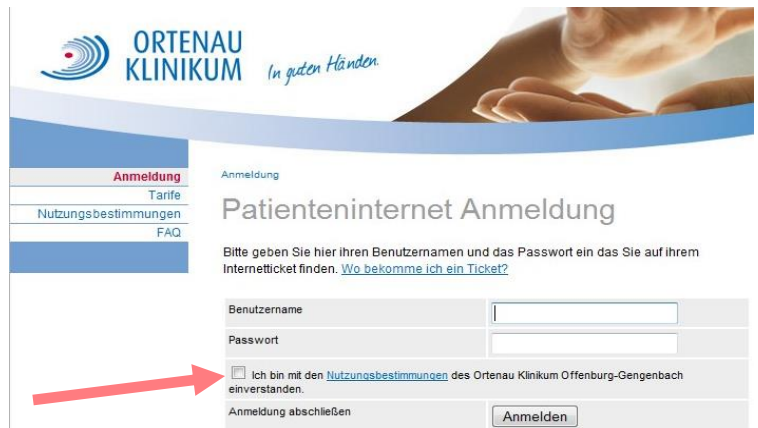 ORTENAU
KLINIKUM
In guten Händen.
Anmeldung
Tarife
Nutzungsbestimmungen
FAQ
Anmeldung
Patienteninternet Anmeldung
Bitte geben Sie hier ihren Benutzernamen und das Passwort ein das Sie auf ihrem
Internetticket finden. Wo bekomme ich ein Ticket?
Benutzername
Passwort
Ich bin mit den Nutzungsbestimmungen des Ortenau Klinikum Offenburg-Gengenbach
einverstanden.
Anmeldung abschließen
Anmelden